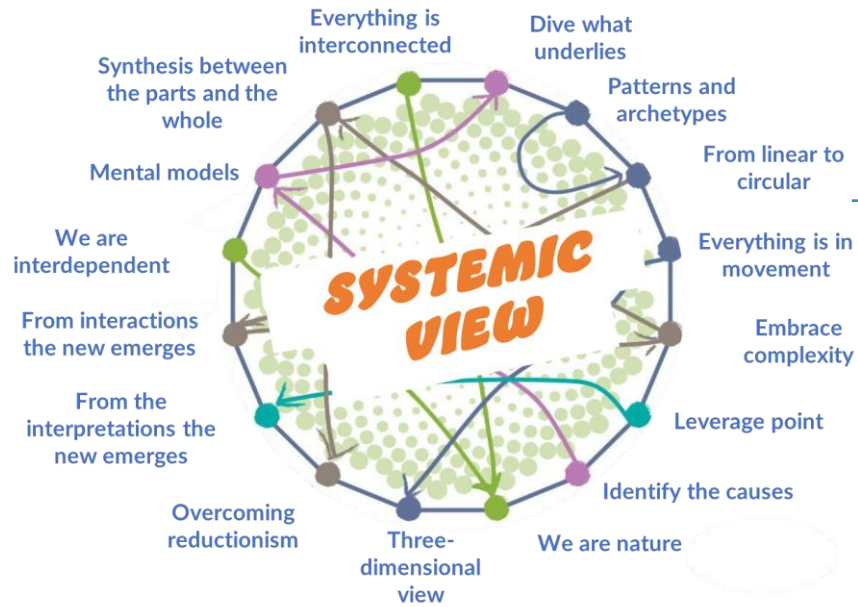 Everything is
interconnected
Dive what
underlies
Patterns and
archetypes
From linear to
circular
Everything is in
movement
Embrace
complexity
Leverage point
Identify the causes
We are nature
Three-
dimensional
view
Overcoming
reductionism
From the
interpretations the
new emerges
From interactions
the new emerges
We are
interdependent
Mental models
Synthesis between
the parts and the
whole
SYSTEMIC
VIEW